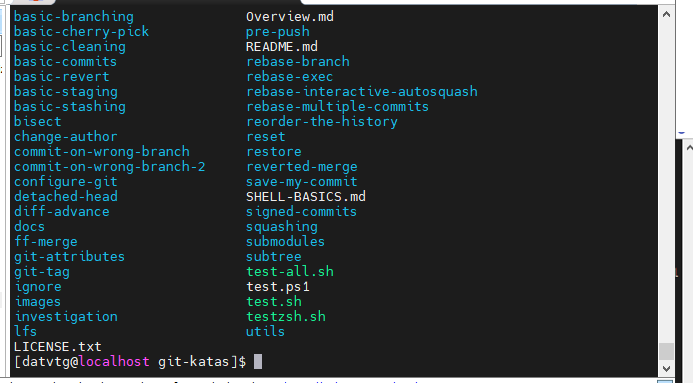 basic-branching Overview.md
basic-cherry-pick pre-push
basic-cleaning README.md
basic-commits rebase-branch
basic-revert rebase-exec
basic-staging rebase-interactive-autosquash
basic-stashing rebase-multiple-commits
bisect reorder-the-history
change-author reset
commit-on-wrong-branch restore
commit-on-wrong-branch-2 reverted-merge
configure-git save-my-commit
detached-head SHELL-BASICS.md
diff-advance signed-commits
docs squashing
ff-merge submodules
git-attributes subtree
git-tag test-all.sh
ignore test.ps1
images test.sh
investigation testzsh.sh
lfs utils
LICENSE.txt
[datvtg@localhost git-katas]$